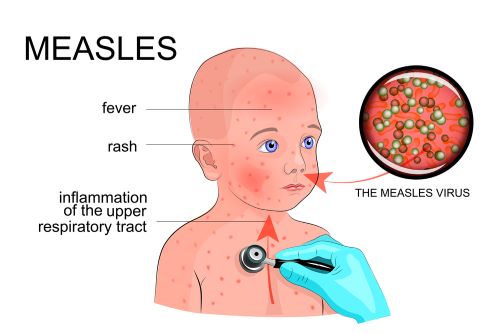 MEASLES
fever
rash
inflammation
of the upper
respiratory tract
THE MEASLES VIRUS